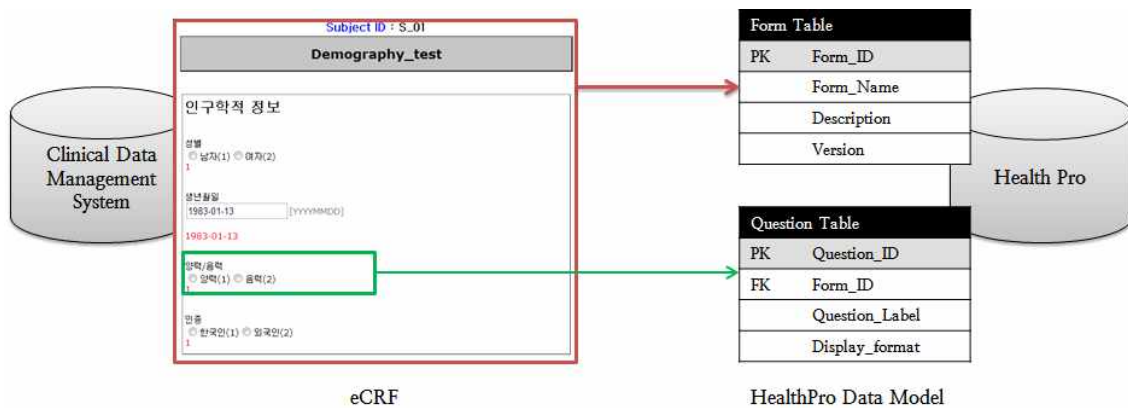 Subject ID : S_01
Demography_test
인구학적 정보
성별
남자(1) 여자(2)
1
생년월일
1983-01-13 [YYYYMMDD]
1983-01-13
양력/음력
양력(1) 음력(2)
1
인종
한국인(1) 외국인(2)
1
eCRF
Clinical Data
Management
System
Form Table
PK Form_ID
Form_Name
Description
Version
Health Pro
Question Table
PK Question_ID
FK Form_ID
Question_Label
Display_format
HealthPro Data Model